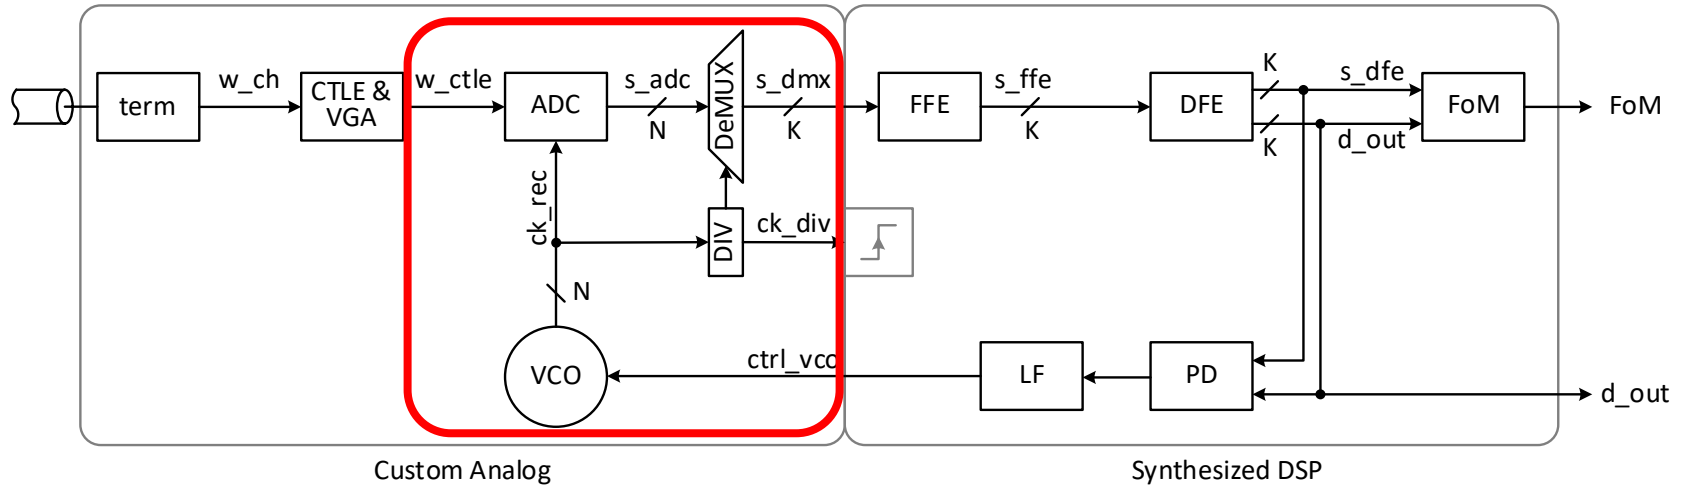 term
w_ch
CTLE &
VGA
w_ctle
ADC
s_adc
N
DeMUX
s_dmx
K
FFE
s_ffe
K
DFE
K
s_dfe
K
d_out
FoM
FoM
ck_rec
N
DIV
ck_div
VCO
ctrl_vco
LF
PD
d_out
Custom Analog
Synthesized DSP